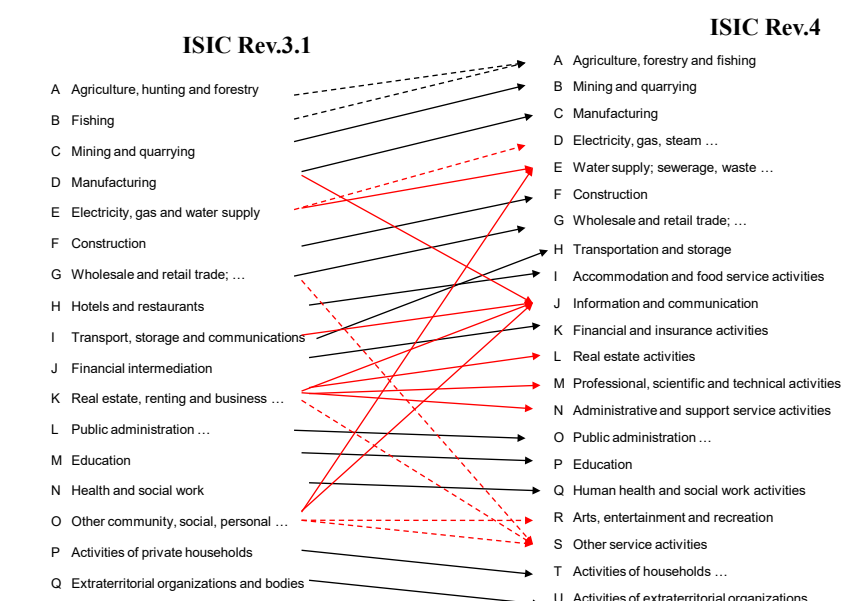 ISIC Rev.3.1
A Agriculture, hunting and forestry
B Fishing
C Mining and quarrying
D Manufacturing
E Electricity, gas and water supply
F Construction
G Wholesale and retail trade; …
H Hotels and restaurants
I Transport, storage and communications
J Financial intermediation
K Real estate, renting and business …
L Public administration …
M Education
N Health and social work
O Other community, social, personal …
P Activities of private households
Q Extraterritorial organizations and bodies
ISIC Rev.4
A Agriculture, forestry and fishing
B Mining and quarrying
C Manufacturing
D Electricity, gas, steam …
E Water supply; sewerage, waste …
F Construction
G Wholesale and retail trade; …
H Transportation and storage
I Accommodation and food service activities
J Information and communication
K Financial and insurance activities
L Real estate activities
M Professional, scientific and technical activities
N Administrative and support service activities
O Public administration …
P Education
Q Human health and social work activities
R Arts, entertainment and recreation
S Other service activities
T Activities of households …
U Activities of extraterritorial organizations